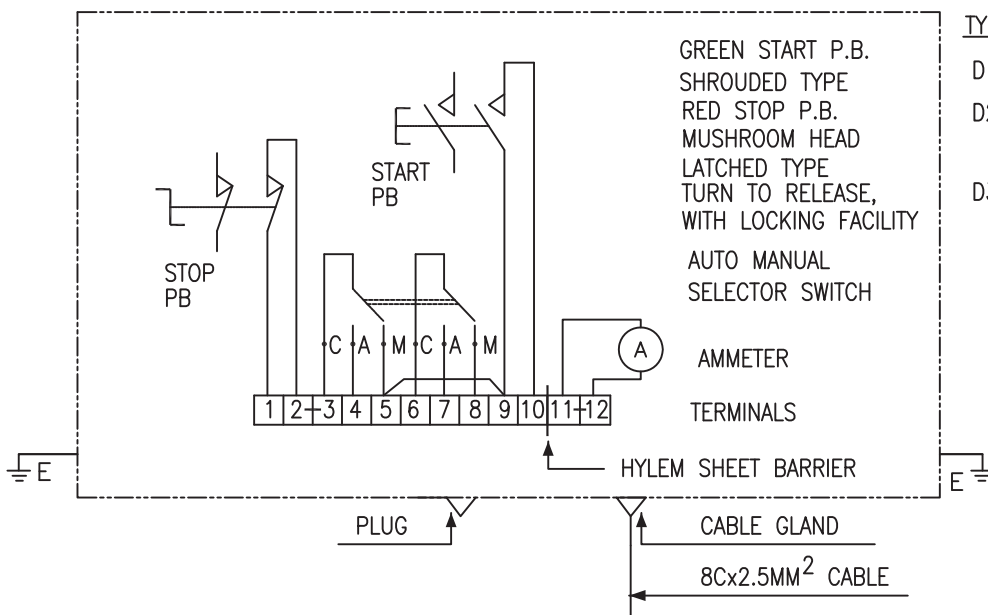 GREEN START P.B.
SHROUDED TYPE
RED STOP P.B.
MUSHROOM HEAD
LATCHED TYPE
TURN TO RELEASE,
WITH LOCKING FACILITY
AUTO MANUAL
SELECTOR SWITCH
START
PB
STOP
PB
C A M C A M
A
AMMETER
1 2 3 4 5 6 7 8 9 10 11 12
TERMINALS
HYLEM SHEET BARRIER
E
E
PLUG
CABLE GLAND
8Cx2.5MM² CABLE
TY
D